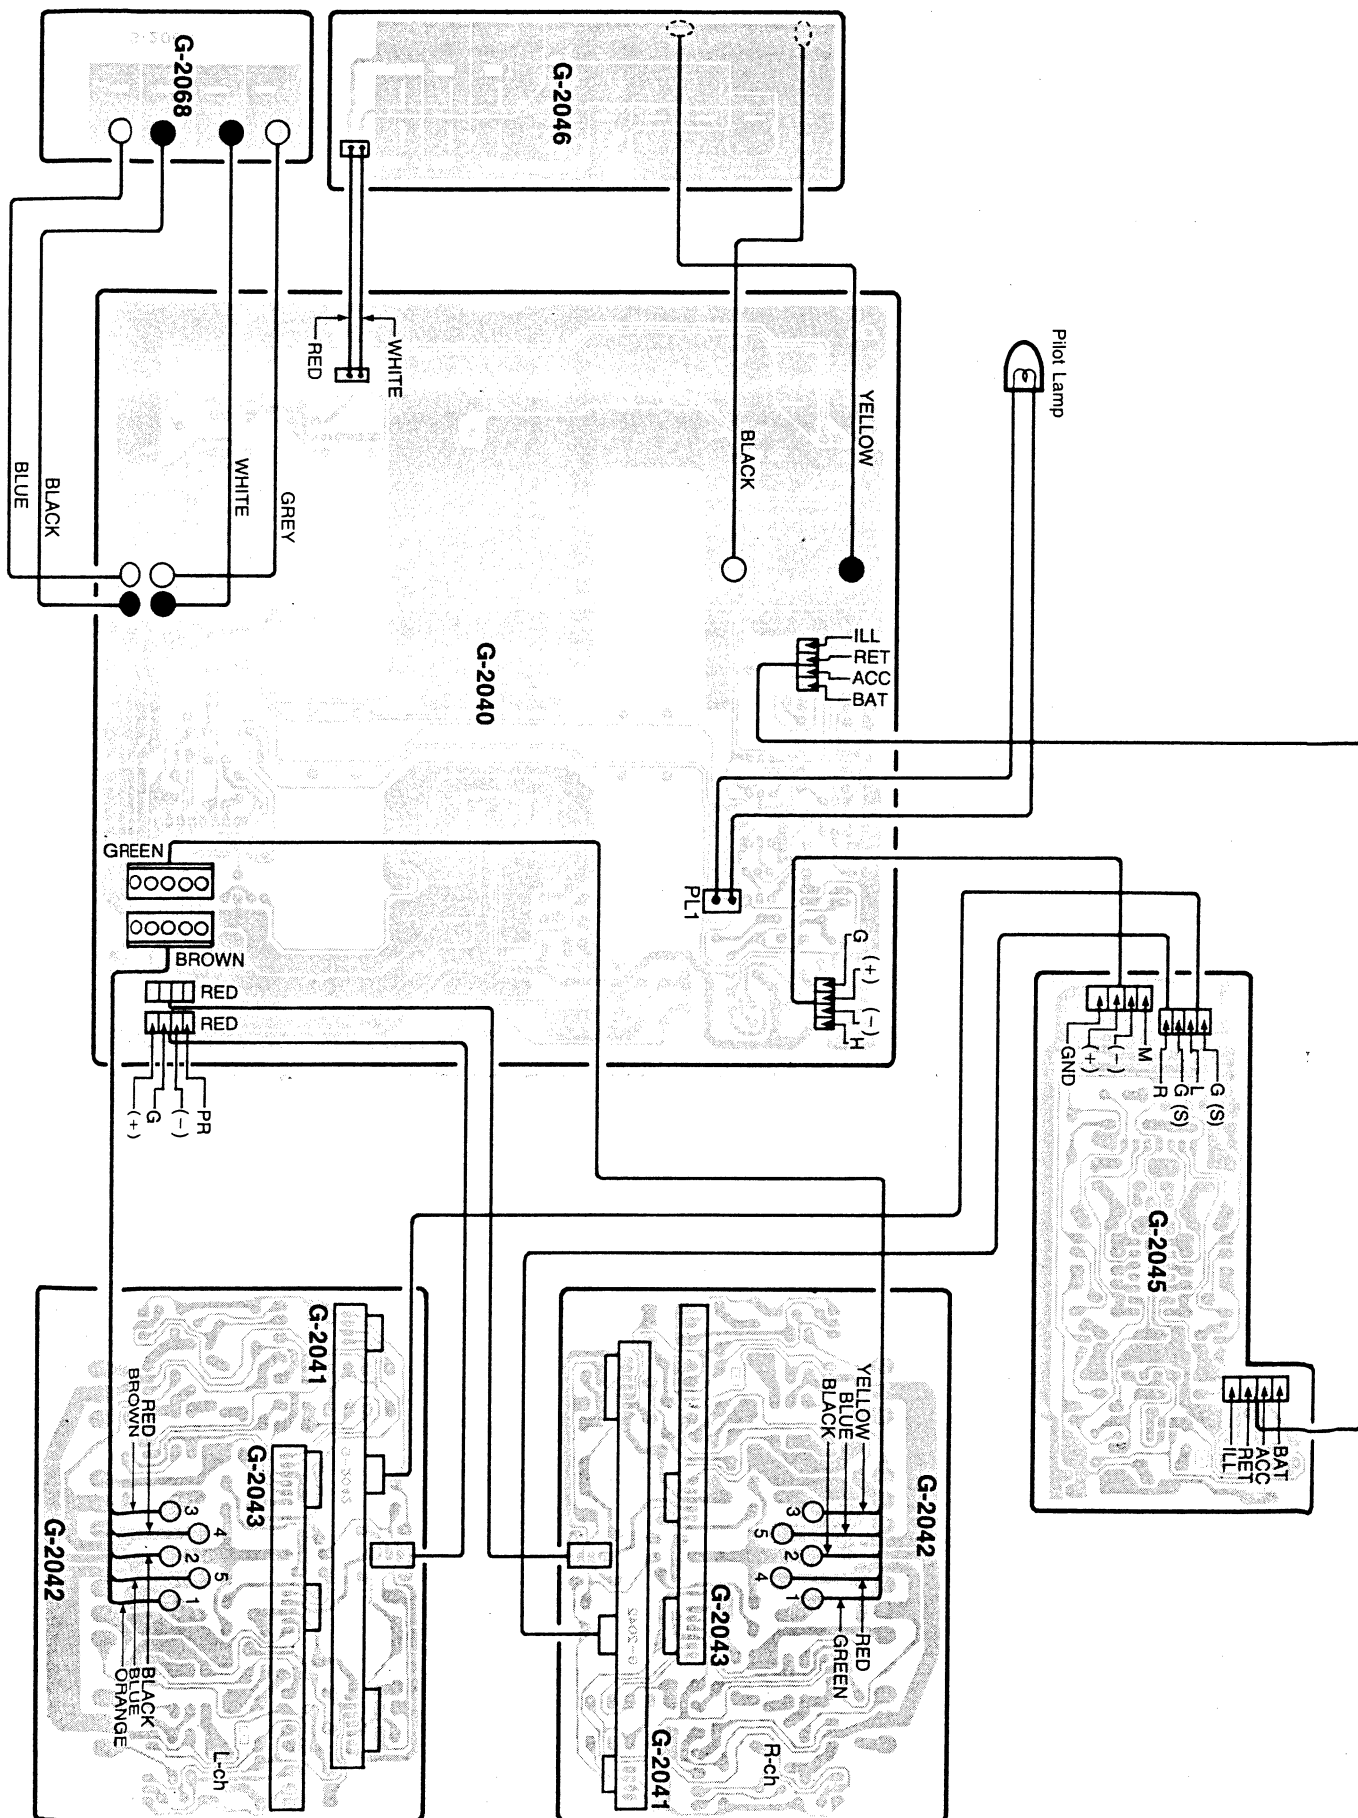 G-2068
G-2046
Pilot Lamp
RED
WHITE
YELLOW
BLACK
BLUE
BLACK
WHITE
GREY
ILL
RET
ACC
BAT
G-2040
GREEN
PL1
BROWN
G
(+)
(-)
H
RED
RED
(+)
G
(-)
PR
GND
(+)
(-)
M
R
G (S)
L
G (S)
G-2045
ILL
RET
ACC
BAT
G-2041
BROWN
RED
G-2043
3
4
2
5
1
G-2042
BLACK
BLUE
ORANGE
L-ch
YELLOW
BLUE
BLACK
G-2042
3
5
2
4
1
G-2043
RED
GREEN
G-2041
R-ch